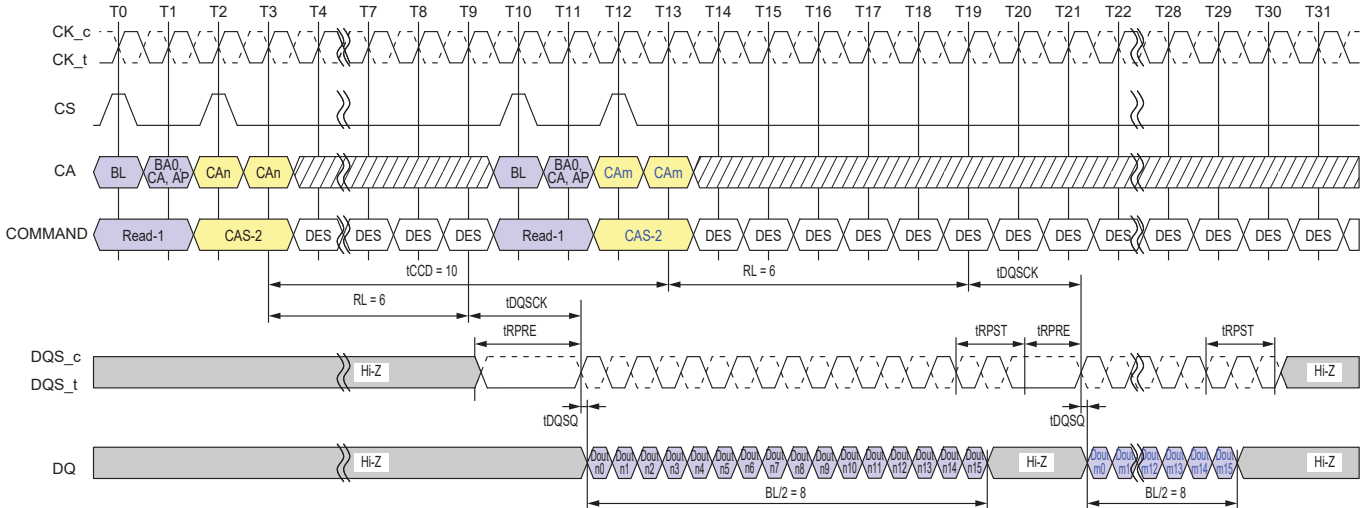 T0 T1 T2 T3 T4 T7 T8 T9 T10 T11 T12 T13 T14 T15 T16 T17 T18 T19 T20 T21 T22 T28 T29 T30 T31
CK_c
CK_t
CS
CA BL BA0, CA, AP CAn CAn BL BA0, CA, AP CAm CAm
COMMAND Read-1 CAS-2 DES DES DES DES Read-1 CAS-2 DES DES DES DES DES DES DES DES DES DES DES DES DES
tCCD = 10 RL = 6 tDQSCK
RL = 6 tDQSCK
tRPRE tRPST tRPRE tRPST
DQS_c
DQS_t
Hi-Z Hi-Z
tDQSQ tDQSQ
DQ Hi-Z Dout n0 Dout n1 Dout n2 Dout n3 Dout n4 Dout n5 Dout n6 Dout n7 Dout n8 Dout n9 Dout n10 Dout n11 Dout n12 Dout n13 Dout n14 Dout n15 Hi-Z Dout m0 Dout m1 Dout m12 Dout m13 Dout m14 Dout m15 Hi-Z
BL/2 = 8 BL/2 = 8